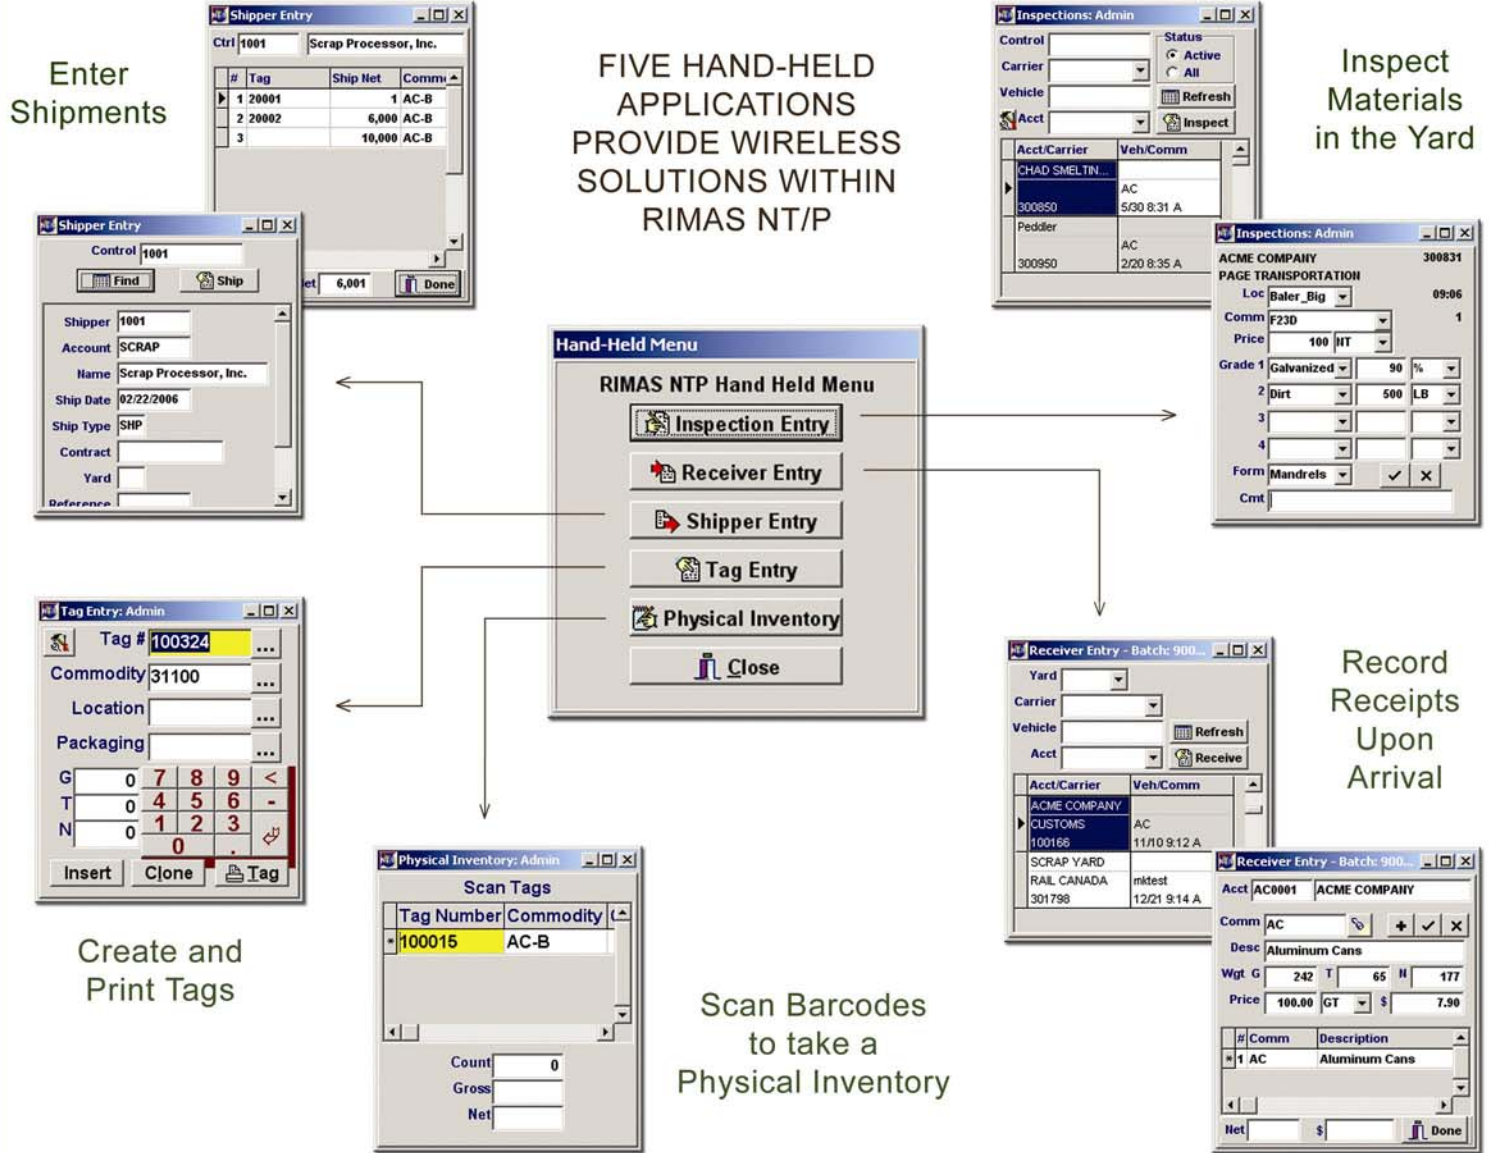 Enter
Shipments
Shipper Entry
Ctrl 1001 Scrap Processor, Inc.
# Tag Ship Net Comm
1 20001 1 AC-B
2 20002 6,000 AC-B
3 10,000 AC-B
6,001 Done
Shipper Entry
Control 1001
Find Ship
Shipper 1001
Account SCRAP
Name Scrap Processor, Inc.
Ship Date 02/22/2006
Ship Type SHP
Contract
Yard
Reference
FIVE HAND-HELD
APPLICATIONS
PROVIDE WIRELESS
SOLUTIONS WITHIN
RIMAS NT/P
Inspections: Admin
Control
Carrier
Vehicle
Acct
Status
Active
All
Refresh
Inspect
Acct/Carrier Veh/Comm
CHAD SMELTIN...
AC
300850 5/30 8:31 A
Peddler
AC
300950 2/20 8:35 A
Inspect
Materials
in the Yard
Inspections: Admin
ACME COMPANY 300831
PAGE TRANSPORTATION
Loc Baler_Big 09:06
Comm F23D 1
Price 100 NT
Grade 1 Galvanized 90 %
2 Dirt 500 LB
3
4
Form Mandrels
Cmt
Hand-Held Menu
RIMAS NTP Hand Held Menu
Inspection Entry
Receiver Entry
Shipper Entry
Tag Entry
Physical Inventory
Close
Tag Entry: Admin
Tag # 100324 ...
Commodity 31100 ...
Location ...
Packaging ...
G 0 7 8 9 <
T 0 4 5 6 -
N 0 1 2 3
0 .
Insert Clone Tag
Create and
Print Tags
Physical Inventory: Admin
Scan Tags
Tag Number Commodity
* 100015 AC-B
Count 0
Gross
Net
Scan Barcodes
to take a
Physical Inventory
Receiver Entry - Batch: 900...
Yard
Carrier
Vehicle Refresh
Acct Receive
Acct/Carrier Veh/Comm
ACME COMPANY
CUSTOMS AC
100166 11/10 9:12 A
SCRAP YARD
RAIL CANADA mktest
301798 12/21 9:14 A
Record
Receipts
Upon
Arrival
Receiver Entry - Batch: 900...
Acct AC0001 ACME COMPANY
Comm AC
Desc Aluminum Cans
Wgt G 242 T 65 N 177
Price 100.00 GT $ 7.90
# Comm Description
* 1 AC Aluminum Cans
Net $ Done